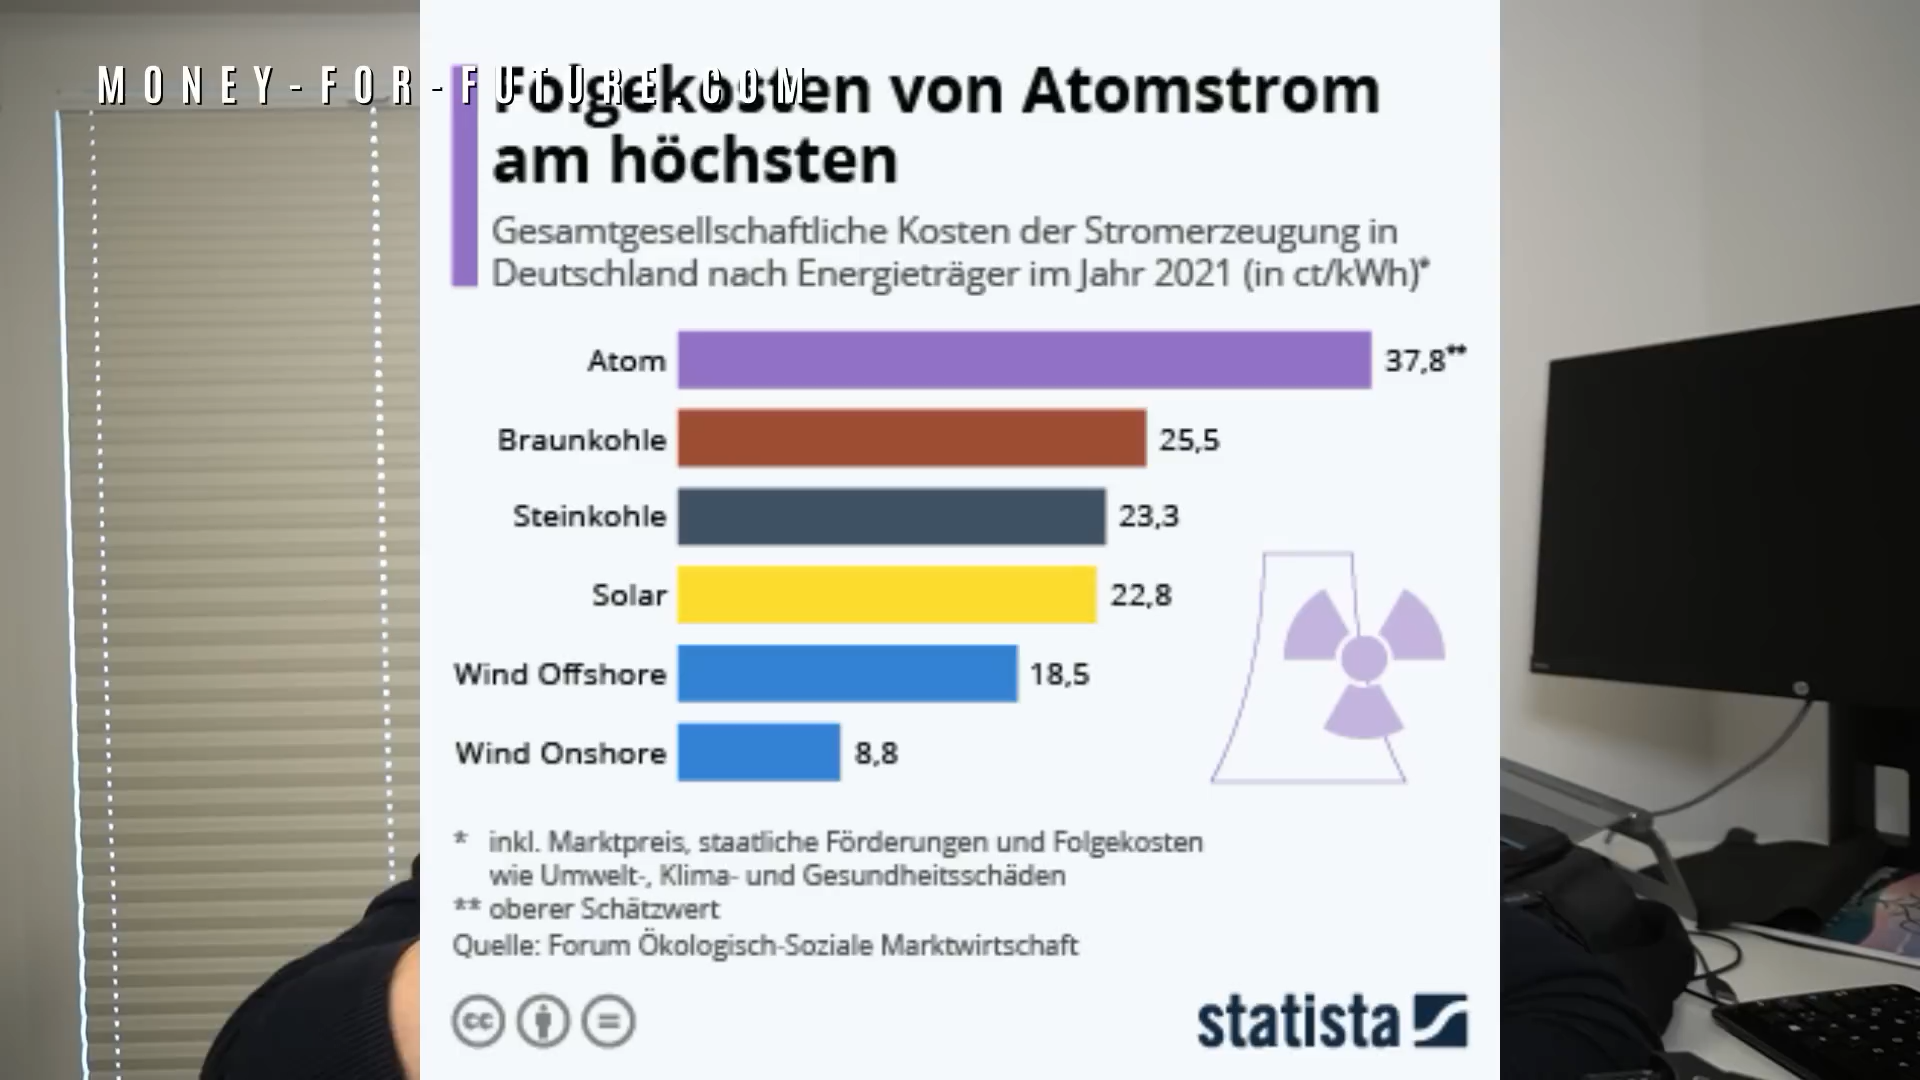 MONEY-FOR-FUTURE.COM
Folgekosten von Atomstrom
am höchsten
Gesamtgesellschaftliche Kosten der Stromerzeugung in
Deutschland nach Energieträger im Jahr 2021 (in ct/kWh)*
Atom 37,8**
Braunkohle 25,5
Steinkohle 23,3
Solar 22,8
Wind Offshore 18,5
Wind Onshore 8,8
* inkl. Marktpreis, staatliche Förderungen und Folgekosten
wie Umwelt-, Klima- und Gesundheitsschäden
** oberer Schätzwert
Quelle: Forum Ökologisch-Soziale Marktwirtschaft
cc
statista